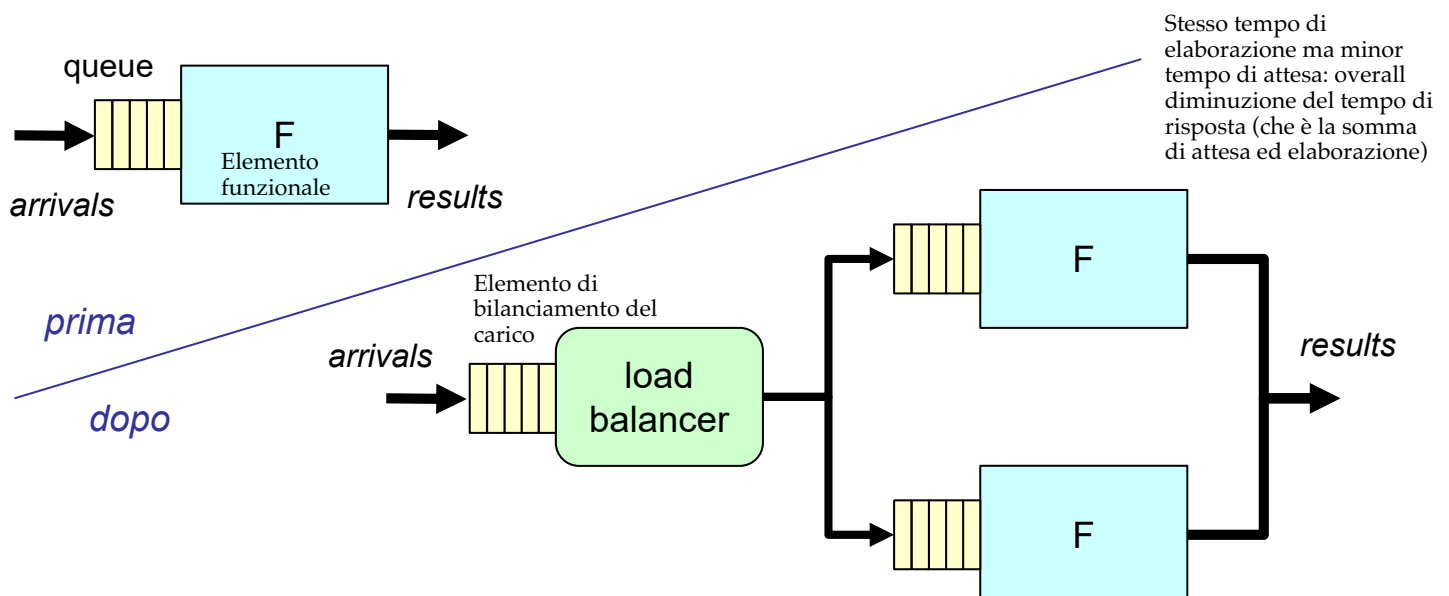 queue
F
Elemento
funzionale
arrivals
results
Stesso tempo di
elaborazione ma minor
tempo di attesa: overall
diminuzione del tempo di
risposta (che è la somma
di attesa ed elaborazione)
prima
dopo
Elemento di
bilanciamento del
carico
arrivals
load
balancer
F
F
results